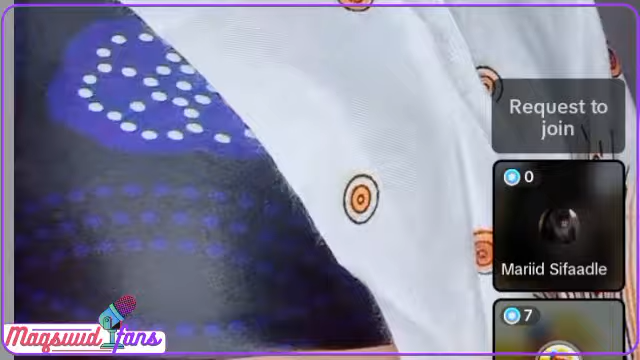 Request to
join
0
Mariid Sifaadle
7
Maqsuud fans